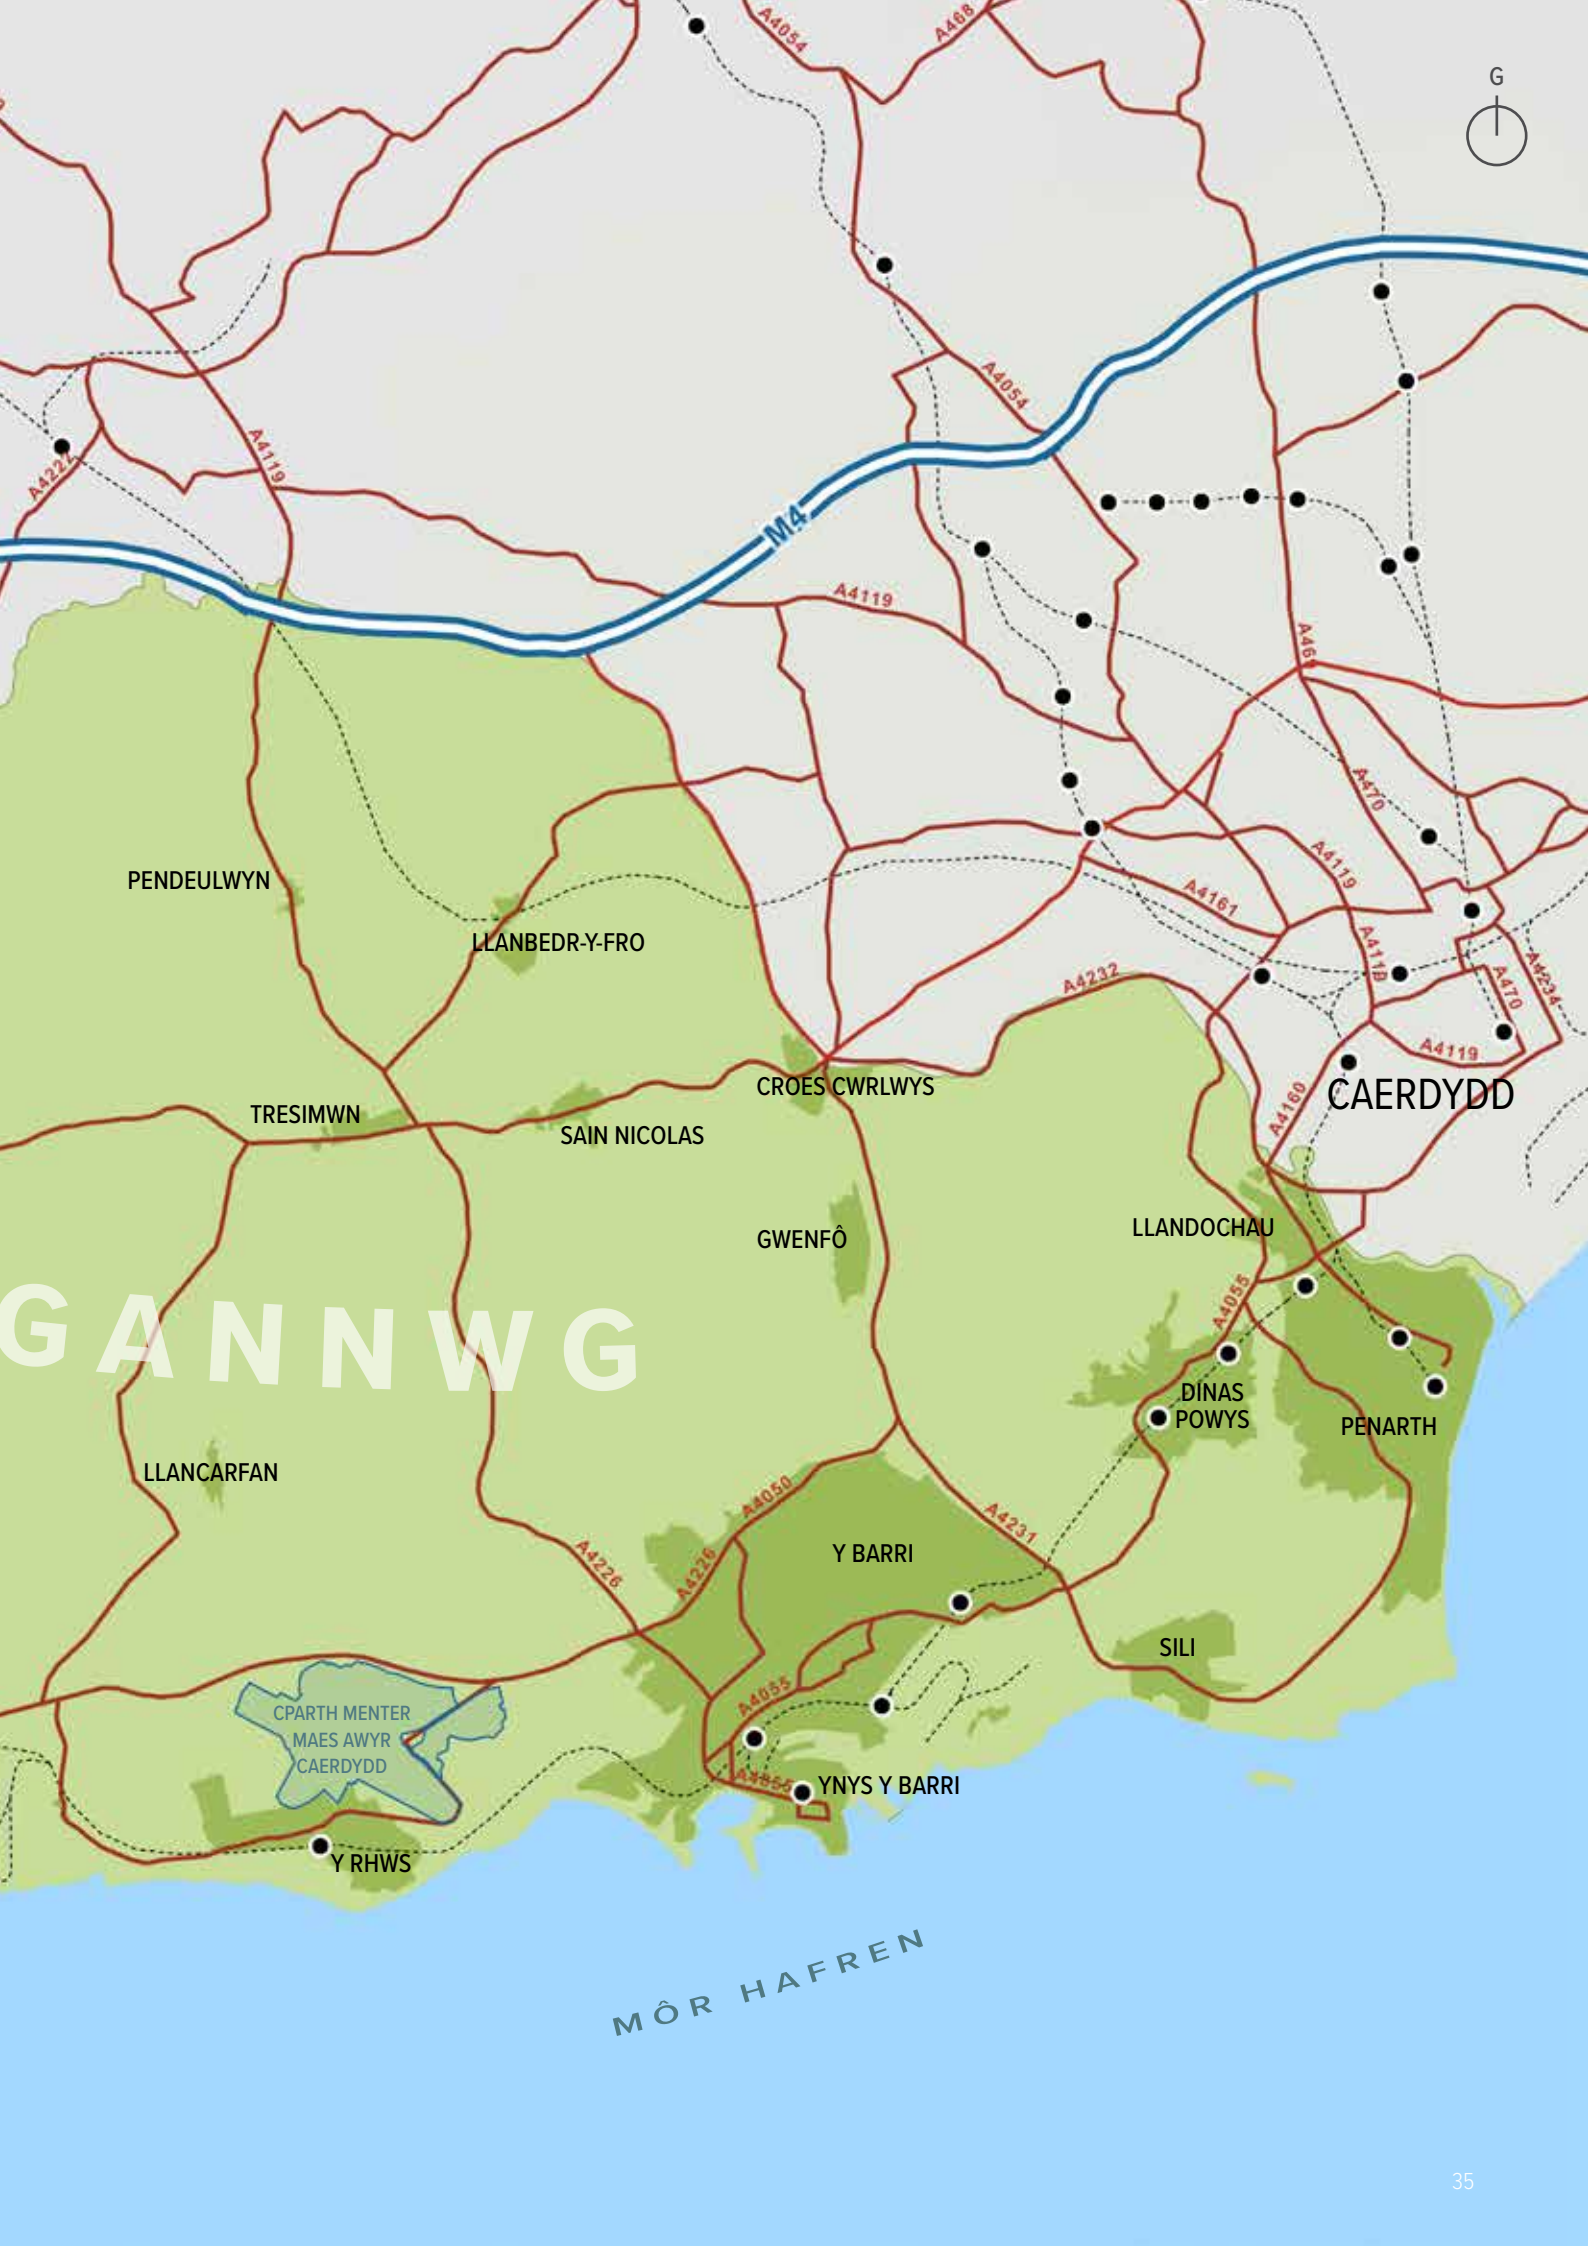 A4054
A468
G
A4054
A4119
A4222
M4
A4119
A469
A470
A4119
PENDEULWYN
A4161
LLANBEDR-Y-FRO
A4119
A4234
A4232
A470
A4119
CROES CWRLWYS
CAERDYDD
TRESIMWN
A4160
SAIN NICOLAS
LLANDOCHAU
GWENFÔ
GANNWG
A4055
DINAS
POWYS
PENARTH
LLANCARFAN
A4050
A4231
Y BARRI
A4226
A4226
SILI
A4055
CPARTH MENTER
MAES AWYR
CAERDYDD
A4055
YNYS Y BARRI
Y RHWS
MÔR HAFREN
35